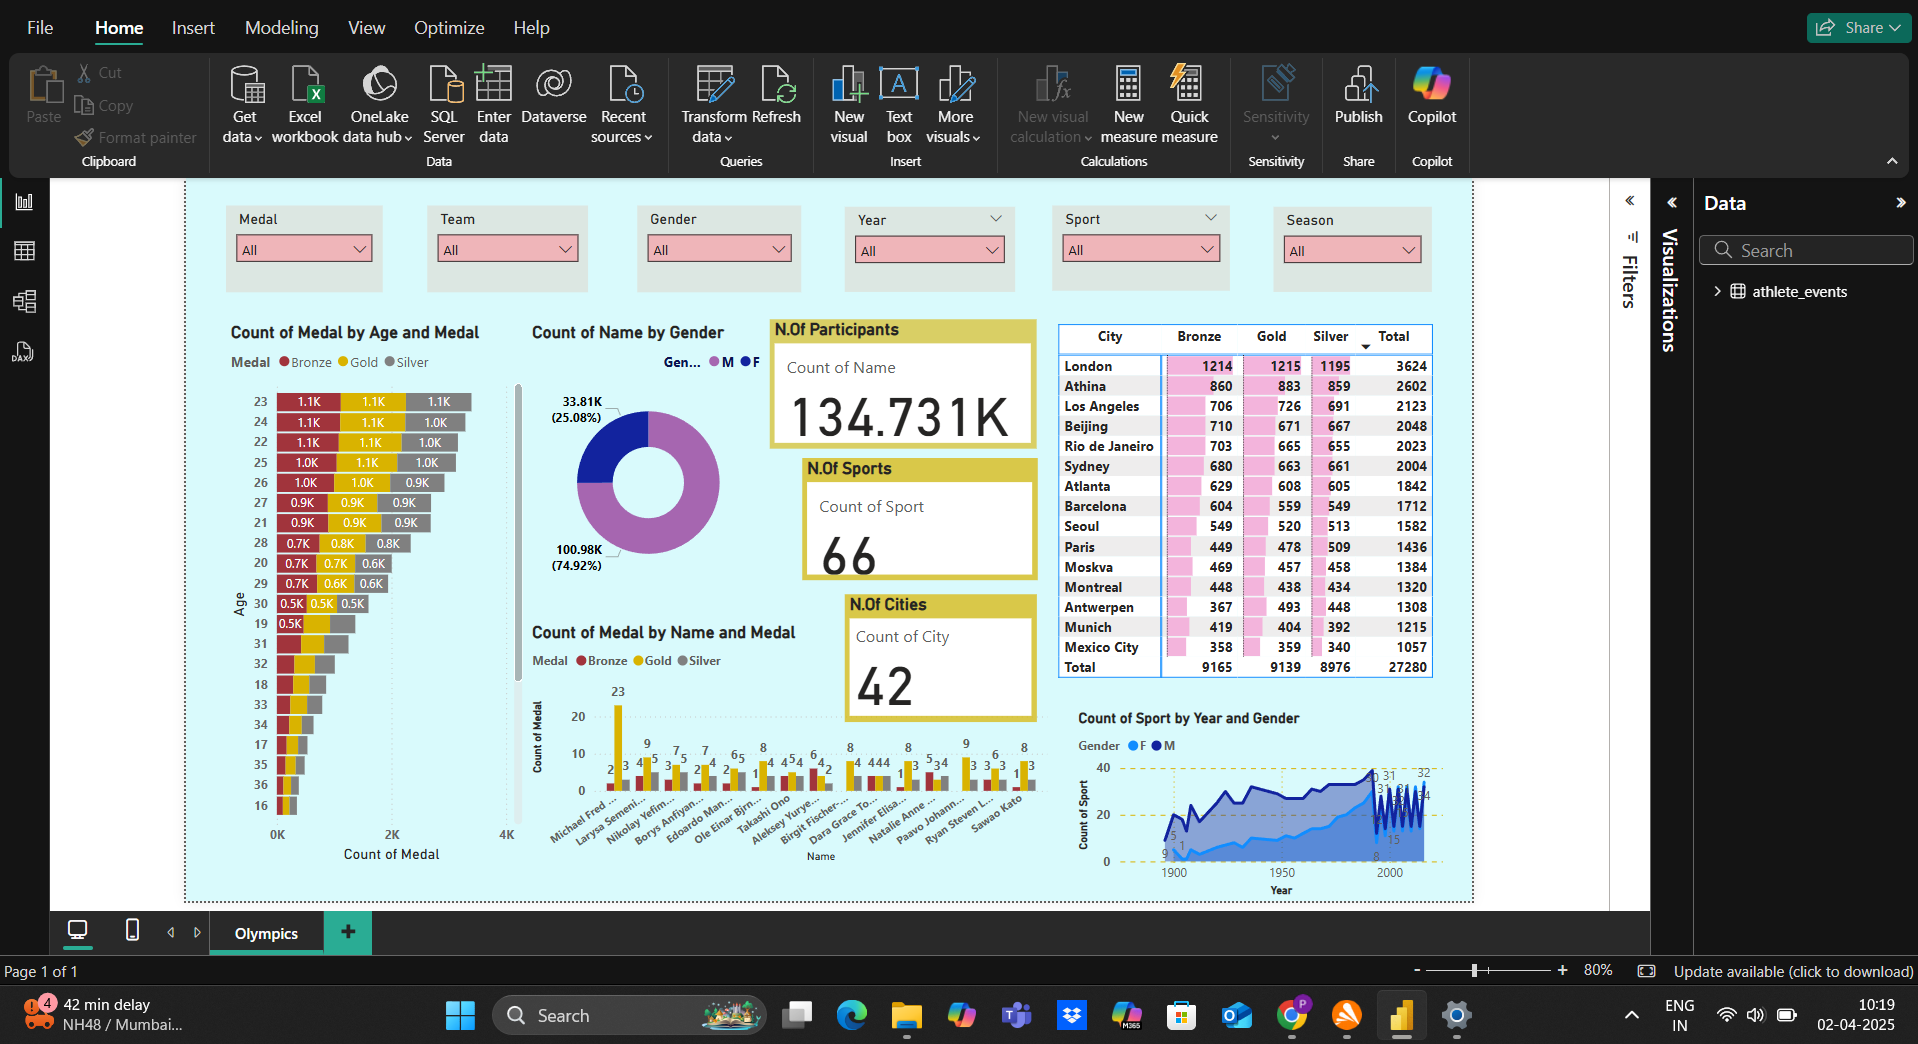 File Home Insert Modeling View Optimize Help Share
Paste Cut Copy Format painter Clipboard
Get data Excel workbook OneLake data hub SQL Server Enter data Dataverse Recent sources Data
Transform data Refresh Queries
New visual Text box More visuals Insert
New visual calculation New measure Quick measure Calculations
Sensitivity Sensitivity
Publish Share
Copilot Copilot
Medal All
Team All
Gender All
Year All
Sport All
Season All
Count of Medal by Age and Medal
Medal Bronze Gold Silver
Age
23 1.1K 1.1K 1.1K
24 1.1K 1.1K 1.0K
22 1.1K 1.1K 1.0K
25 1.0K 1.1K 1.0K
26 1.0K 1.0K 0.9K
27 0.9K 0.9K 0.9K
21 0.9K 0.9K 0.9K
28 0.7K 0.8K 0.8K
20 0.7K 0.7K 0.6K
29 0.7K 0.6K 0.6K
30 0.5K 0.5K 0.5K
19 0.5K
31
32
18
33
34
17
35
36
16
0K 2K 4K
Count of Medal
Count of Name by Gender
Gen... M F
33.81K
(25.08%)
100.98K
(74.92%)
N.Of Participants
Count of Name
134.731K
N.Of Sports
Count of Sport
66
N.Of Cities
Count of City
42
Count of Medal by Name and Medal
Medal Bronze Gold Silver
Count of Medal
20
10
0
2 23 3 4 9 5 3 7 5 2 7 4 2 6 5 1 8 4 4 5 4 6 4 2 8 4 4 4 4 1 8 3 5 3 4 9 3 3 6 3 1 8 3
Michael Fred ...
Larysa Semeni...
Nikolay Yefim...
Borys Anfiyan...
Edoardo Man...
Ole Einar Bjrn...
Takashi Ono
Aleksey Yurye...
Birgit Fischer-...
Dara Grace To...
Jennifer Elisa...
Natalie Anne ...
Paavo Johann...
Ryan Steven L...
Sawao Kato
Name
City Bronze Gold Silver Total
London 1214 1215 1195 3624
Athina 860 883 859 2602
Los Angeles 706 726 691 2123
Beijing 710 671 667 2048
Rio de Janeiro 703 665 655 2023
Sydney 680 663 661 2004
Atlanta 629 608 605 1842
Barcelona 604 559 549 1712
Seoul 549 520 513 1582
Paris 449 478 509 1436
Moskva 469 457 458 1384
Montreal 448 438 434 1320
Antwerpen 367 493 448 1308
Munich 419 404 392 1215
Mexico City 358 359 340 1057
Total 9165 9139 8976 27280
Count of Sport by Year and Gender
Gender F M
Count of Sport
40
20
0
9 5 1 30 31 31 32 34 15 8
1900 1950 2000
Year
Filters
Visualizations
Data
Search
athlete_events
DAX
Olympics
Page 1 of 1
- + 80% Update available (click to download)
4 42 min delay
NH48 / Mumbai...
Search
M365
P
ENG
IN
10:19
02-04-2025